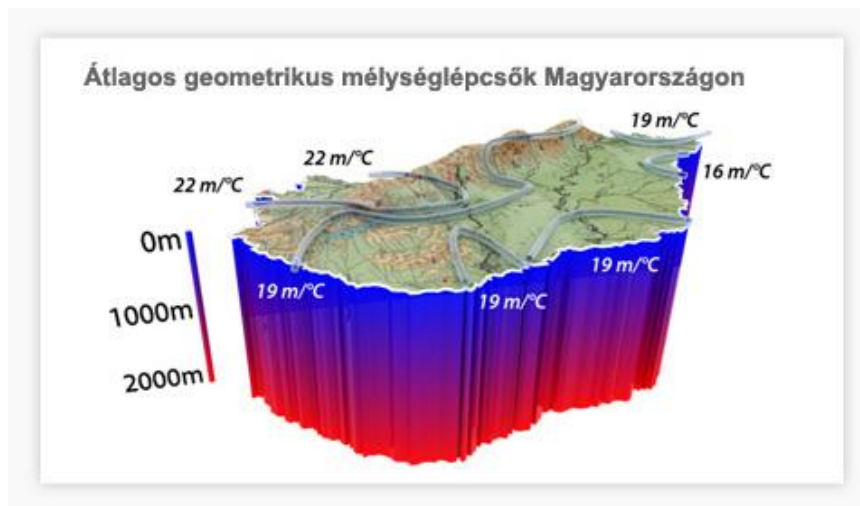 Átlagos geometrikus mélységlépcsők Magyarországon
19 m/°C
22 m/°C
16 m/°C
22 m/°C
0m
19 m/°C
19 m/°C
19 m/°C
1000m
2000m